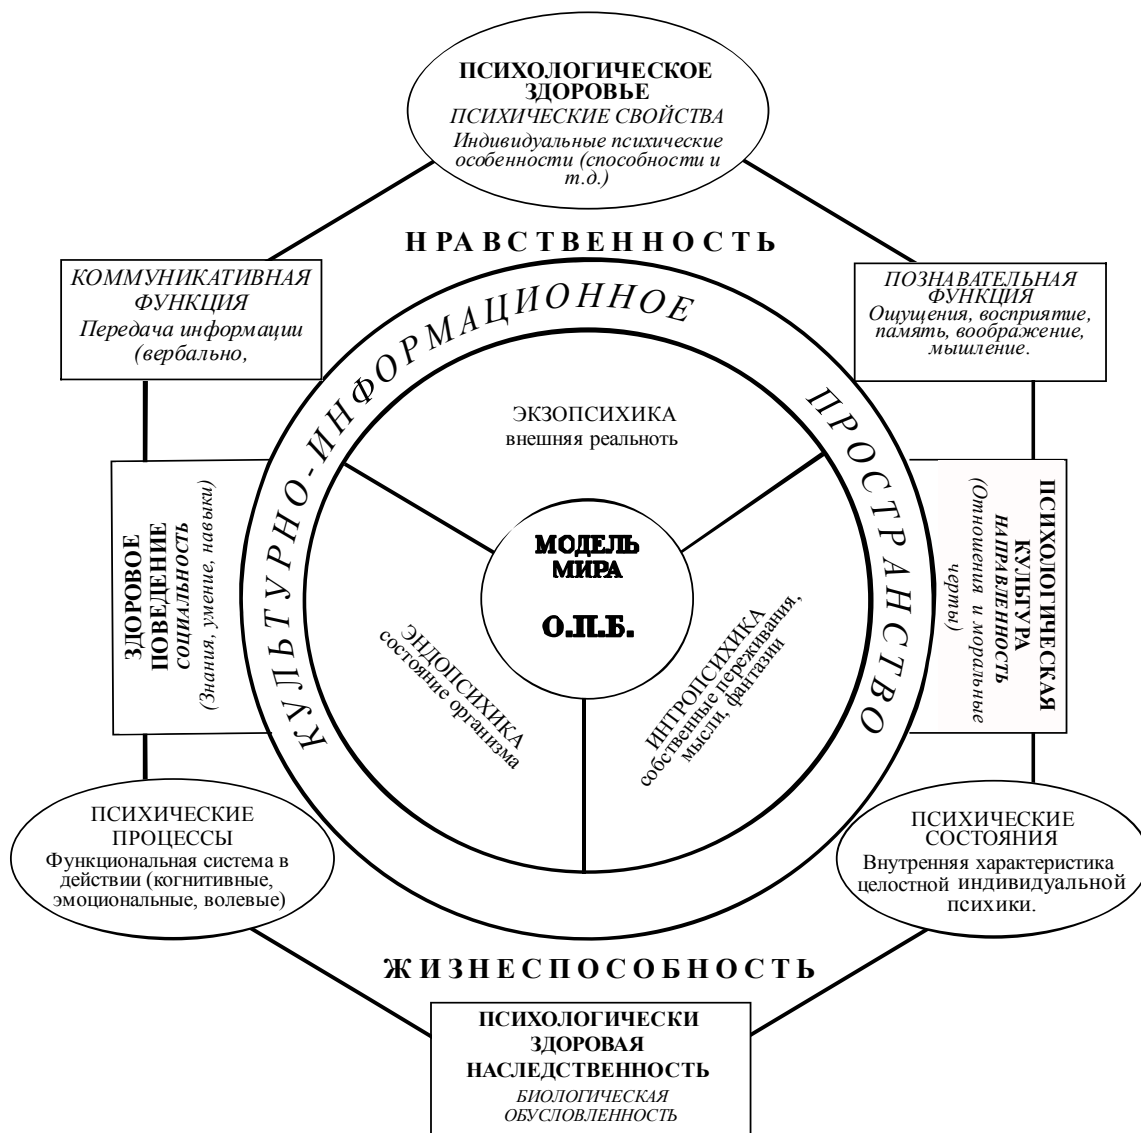 ПСИХОЛОГИЧЕСКОЕ
ЗДОРОВЬЕ
ПСИХИЧЕСКИЕ СВОЙСТВА
Индивидуальные психические
особенности (способности и
т.д.)
НРАВСТВЕННОСТЬ
КОММУНИКАТИВНАЯ
ФУНКЦИЯ
Передача информации
(вербально,
ПОЗНАВАТЕЛЬНАЯ
ФУНКЦИЯ
Ощущения, восприятие,
память, воображение,
мышление.
КУЛЬТУРНО-ИНФОРМАЦИОННОЕ
ПРОСТРАНСТВО
ЭКЗОПСИХИКА
внешняя реальноть
МОДЕЛЬ
МИРА
О.П.Б.
ЭНДОПСИХИКА
состояние организма
ИНТРОПСИХИКА
собственные переживания,
мысли, фантазии
ЗДОРОВОЕ
ПОВЕДЕНИЕ
СОЦИАЛЬНОСТЬ
(Знания, умение, навыки)
ПСИХОЛОГИЧЕСКАЯ
КУЛЬТУРА
НАПРАВЛЕННОСТЬ
(Отношения и моральные
черты)
ПСИХИЧЕСКИЕ
ПРОЦЕССЫ
Функциональная система в
действии (когнитивные,
эмоциональные, волевые)
ПСИХИЧЕСКИЕ
СОСТОЯНИЯ
Внутренняя характеристика
целостной индивидуальной
психики.
ЖИЗНЕСПОСОБНОСТЬ
ПСИХОЛОГИЧЕСКИ
ЗДОРОВАЯ
НАСЛЕДСТВЕННОСТЬ
БИОЛОГИЧЕСКАЯ
ОБУСЛОВЛЕННОСТЬ